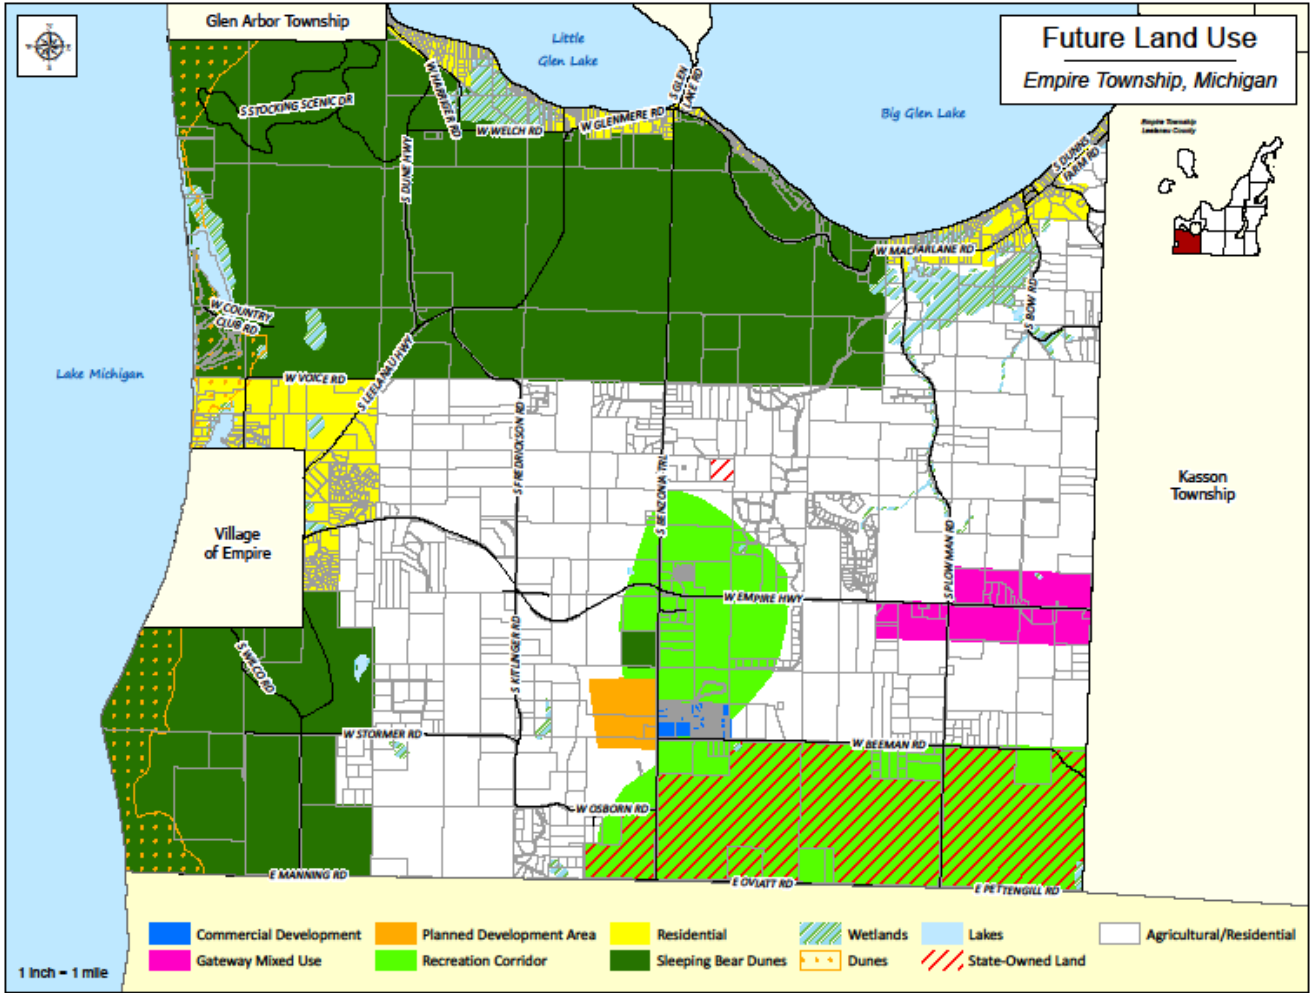 Glen Arbor Township
Future Land Use
Empire Township, Michigan
Little
Glen Lake
Big Glen Lake
Empire Township
Leelanau County
S STOCKING SCENIC DR
W HARRIGER RD
S GLEN
LAKE RD
W WELCH RD
W GLENMERE RD
S DUNE HWY
S DUNNS
FARM RD
W MACFARLANE RD
S BOW RD
W COUNTRY
CLUB RD
Lake Michigan
W VOICE RD
S LEELANAU HWY
S FREDRICKSON RD
S BENZONIA TRL
Kasson
Township
Village
of Empire
S PLOWMAN RD
W EMPIRE HWY
S WILCO RD
S KITLINGER RD
W STORMER RD
W BEEMAN RD
W OSBORN RD
E MANNING RD
E OVIATT RD
E PETTENGILL RD
Commercial Development
Planned Development Area
Residential
Wetlands
Lakes
Agricultural/Residential
Gateway Mixed Use
Recreation Corridor
Sleeping Bear Dunes
Dunes
State-Owned Land
1 inch = 1 mile